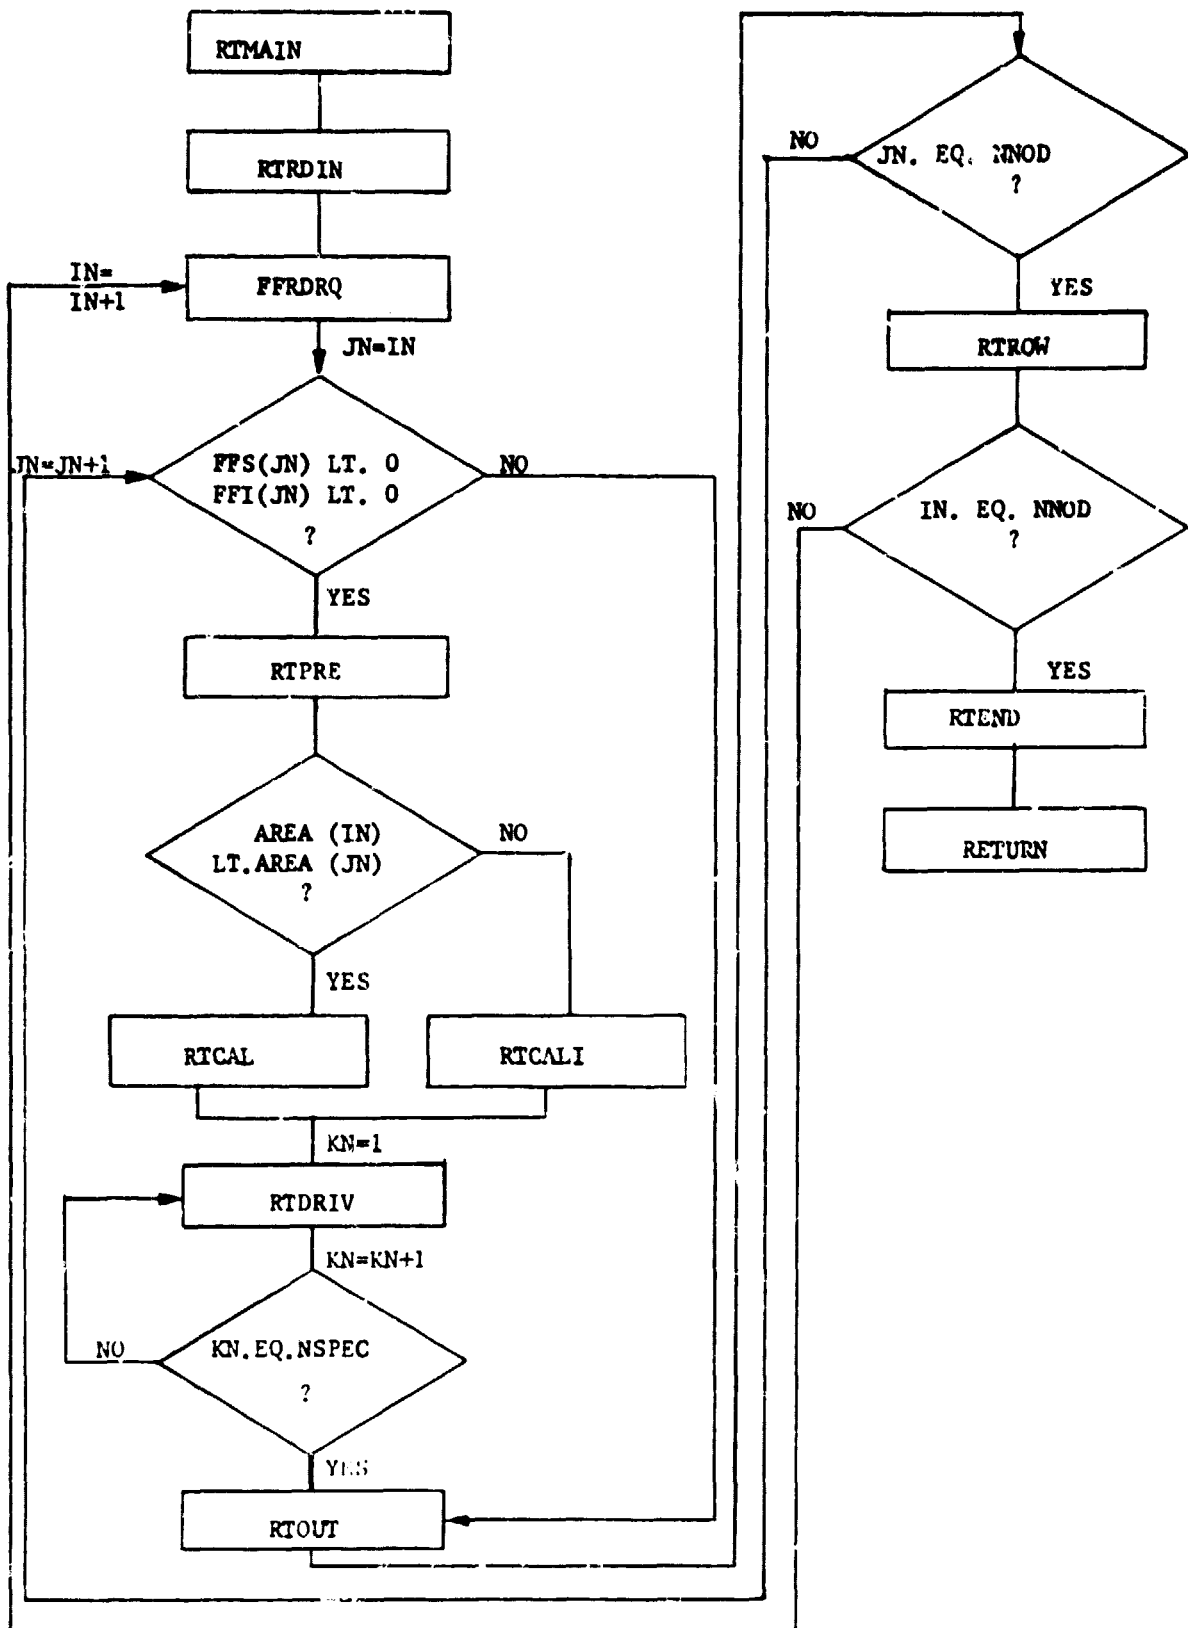 RTMAIN
RTRDIN
IN=
IN+1
FFRDRQ
JN=IN
JN=JN+1
FFS(JN) LT. 0
FFI(JN) LT. 0
?
NO
YES
RTPRE
AREA (IN)
LT.AREA (JN)
?
NO
YES
RTCAL
RTCALI
KN=1
RTDRIV
KN=KN+1
NO
KN.EQ.NSPEC
?
YES
RTOUT
NO
JN. EQ. NNOD
?
YES
RTROW
NO
IN. EQ. NNOD
?
YES
RTEND
RETURN